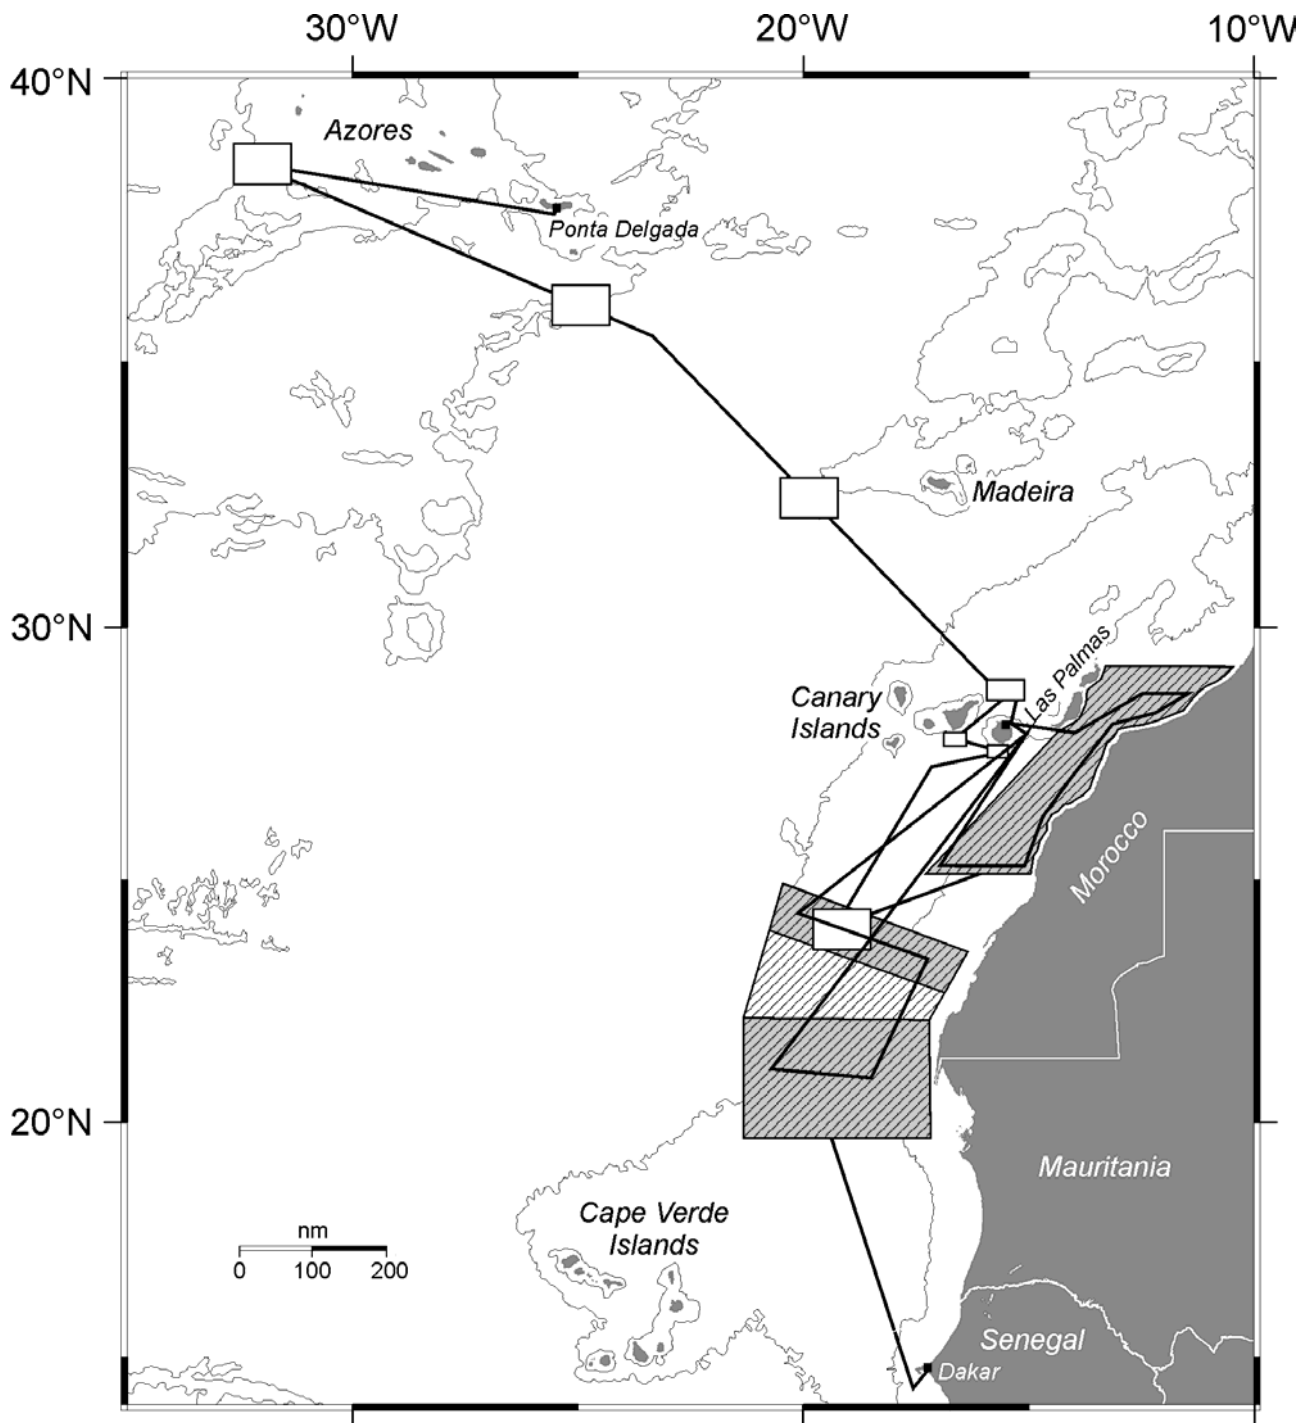 30°W
20°W
10°W
40°N
Azores
Ponta Delgada
Madeira
30°N
Las Palmas
Canary
Islands
Morocco
20°N
Mauritania
Cape Verde
Islands
nm
0
100
200
Senegal
Dakar